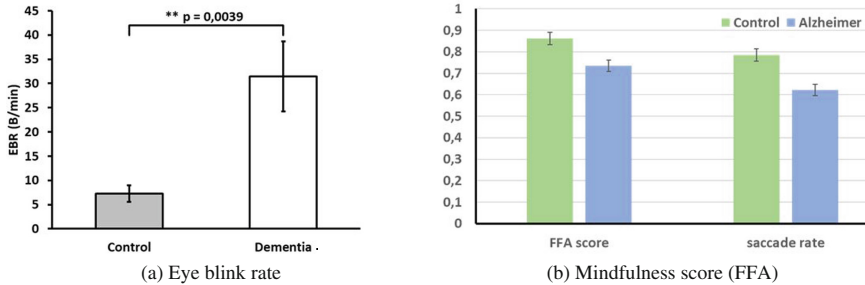 45
40
35
30
25
20
15
10
5
0
EBR (B/min)
** p = 0,0039
Control
Dementia .
(a) Eye blink rate
1
0,9
0,8
0,7
0,6
0,5
0,4
0,3
0,2
0,1
0
Control
Alzheimer
FFA score
saccade rate
(b) Mindfulness score (FFA)